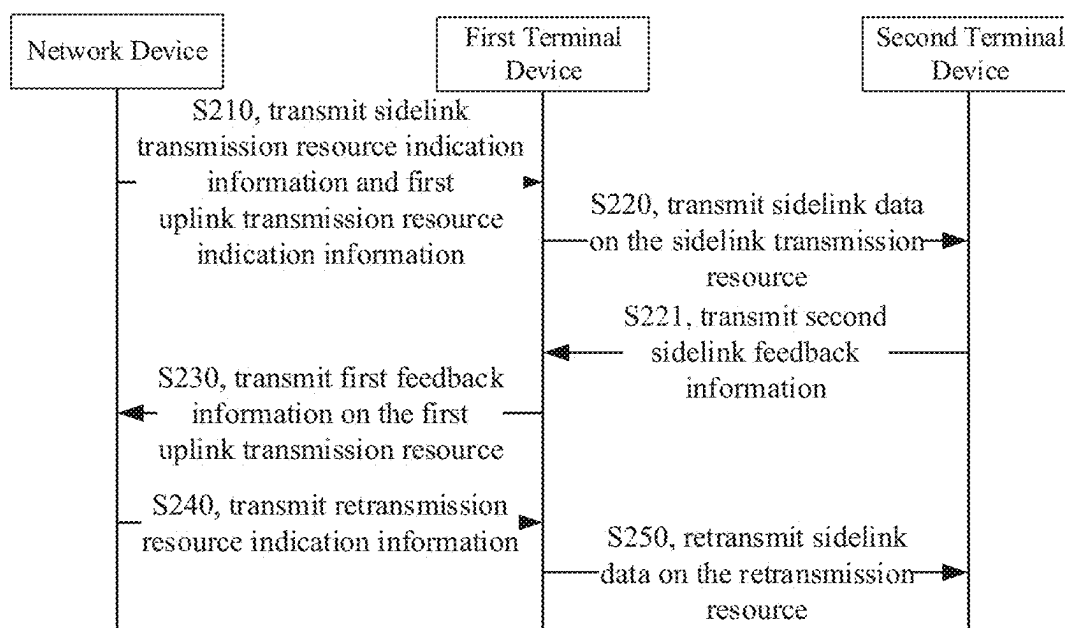 Network Device
First Terminal
Device
Second Terminal
Device
S210, transmit sidelink
transmission resource indication
information and first
uplink transmission resource
indication information
S220, transmit sidelink data
on the sidelink transmission
resource
S221, transmit second
sidelink feedback
information
S230, transmit first feedback
information on the first
uplink transmission resource
S240, transmit retransmission
resource indication information
S250, retransmit sidelink
data on the retransmission
resource